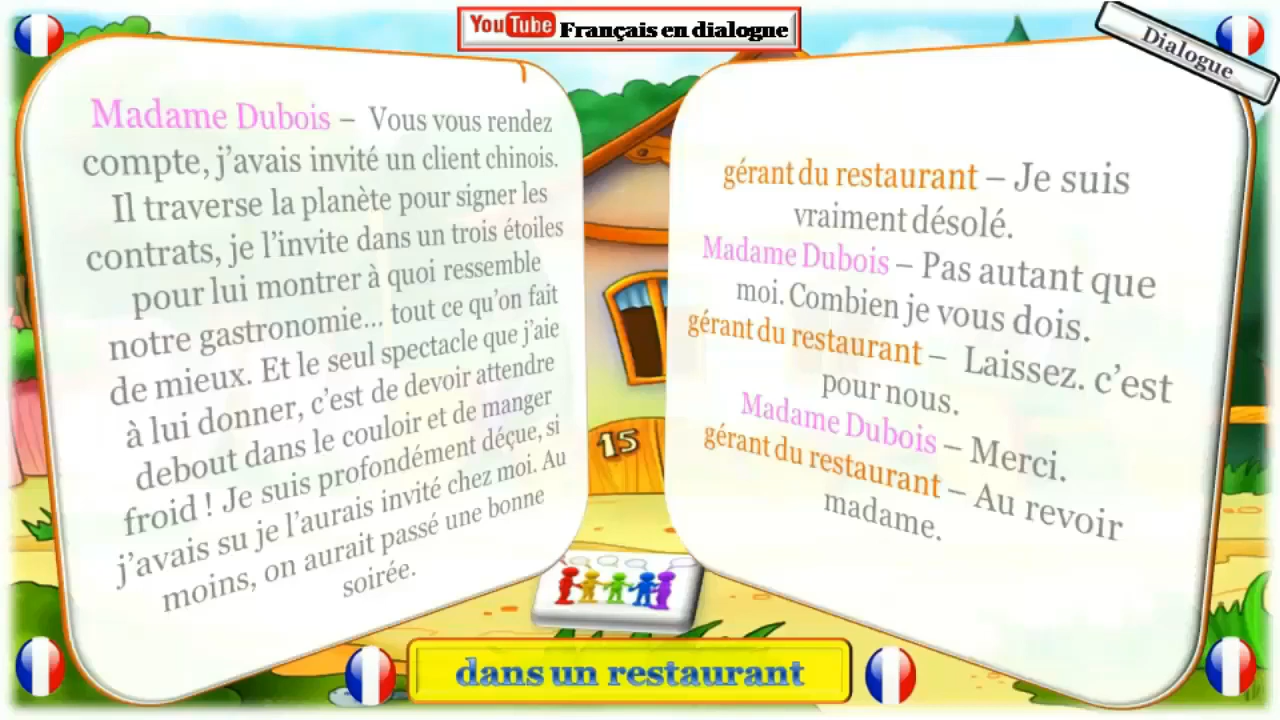 YouTube Français en dialogue
Dialogue
Madame Dubois – Vous vous rendez
compte, j’avais invité un client chinois.
Il traverse la planète pour signer les
contrats, je l’invite dans un trois étoiles
pour lui montrer à quoi ressemble
notre gastronomie... tout ce qu’on fait
de mieux. Et le seul spectacle que j’aie
à lui donner, c’est de devoir attendre
debout dans le couloir et de manger
froid ! Je suis profondément déçue, si
j’avais su je l’aurais invité chez moi. Au
moins, on aurait passé une bonne
soirée.
gérant du restaurant – Je suis
vraiment désolé.
Madame Dubois – Pas autant que
moi. Combien je vous dois.
gérant du restaurant – Laissez. c’est
pour nous.
Madame Dubois – Merci.
gérant du restaurant – Au revoir
madame.
15
dans un restaurant